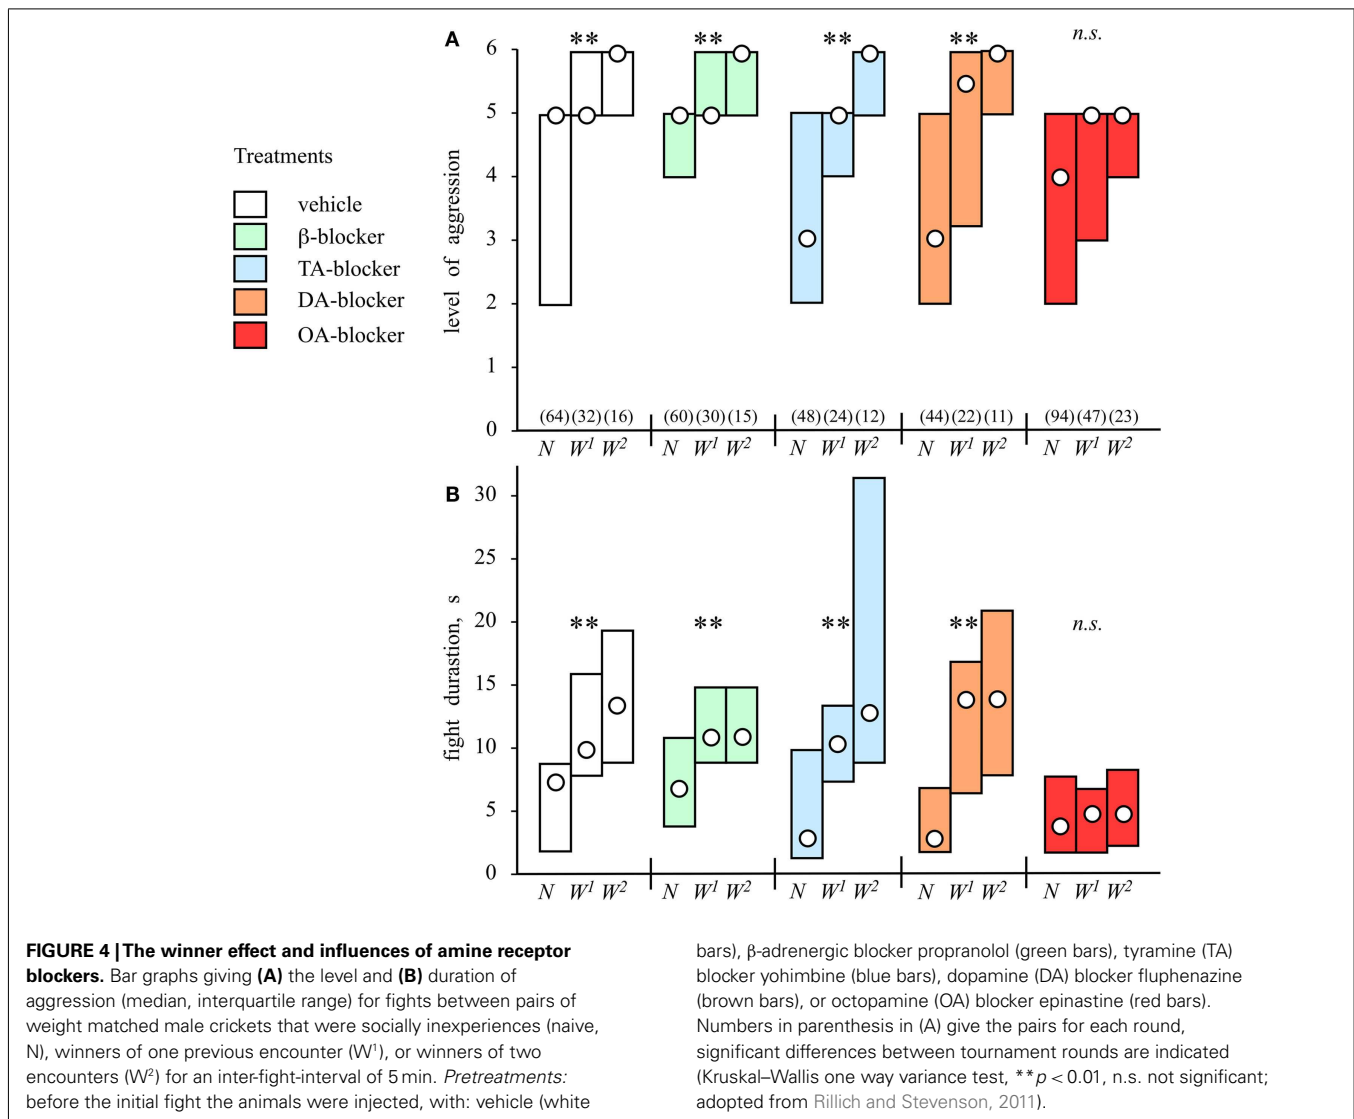 A
** ** ** ** n.s.
6
5
4
3
2
1
0
level of aggression
Treatments
vehicle
β-blocker
TA-blocker
DA-blocker
OA-blocker
(64) (32) (16) (60) (30) (15) (48) (24) (12) (44) (22) (11) (94) (47) (23)
N W¹ W² N W¹ W² N W¹ W² N W¹ W² N W¹ W²
B
30
25
20
15
10
5
0
fight durastion, s
** ** ** ** n.s.
N W¹ W² N W¹ W² N W¹ W² N W¹ W² N W¹ W²
FIGURE 4 | The winner effect and influences of amine receptor
blockers. Bar graphs giving (A) the level and (B) duration of
aggression (median, interquartile range) for fights between pairs of
weight matched male crickets that were socially inexperiences (naive,
N), winners of one previous encounter (W¹), or winners of two
encounters (W²) for an inter-fight-interval of 5 min. Pretreatments:
before the initial fight the animals were injected, with: vehicle (white
bars), β-adrenergic blocker propranolol (green bars), tyramine (TA)
blocker yohimbine (blue bars), dopamine (DA) blocker fluphenazine
(brown bars), or octopamine (OA) blocker epinastine (red bars).
Numbers in parenthesis in (A) give the pairs for each round,
significant differences between tournament rounds are indicated
(Kruskal–Wallis one way variance test, **p < 0.01, n.s. not significant;
adopted from Rillich and Stevenson, 2011).